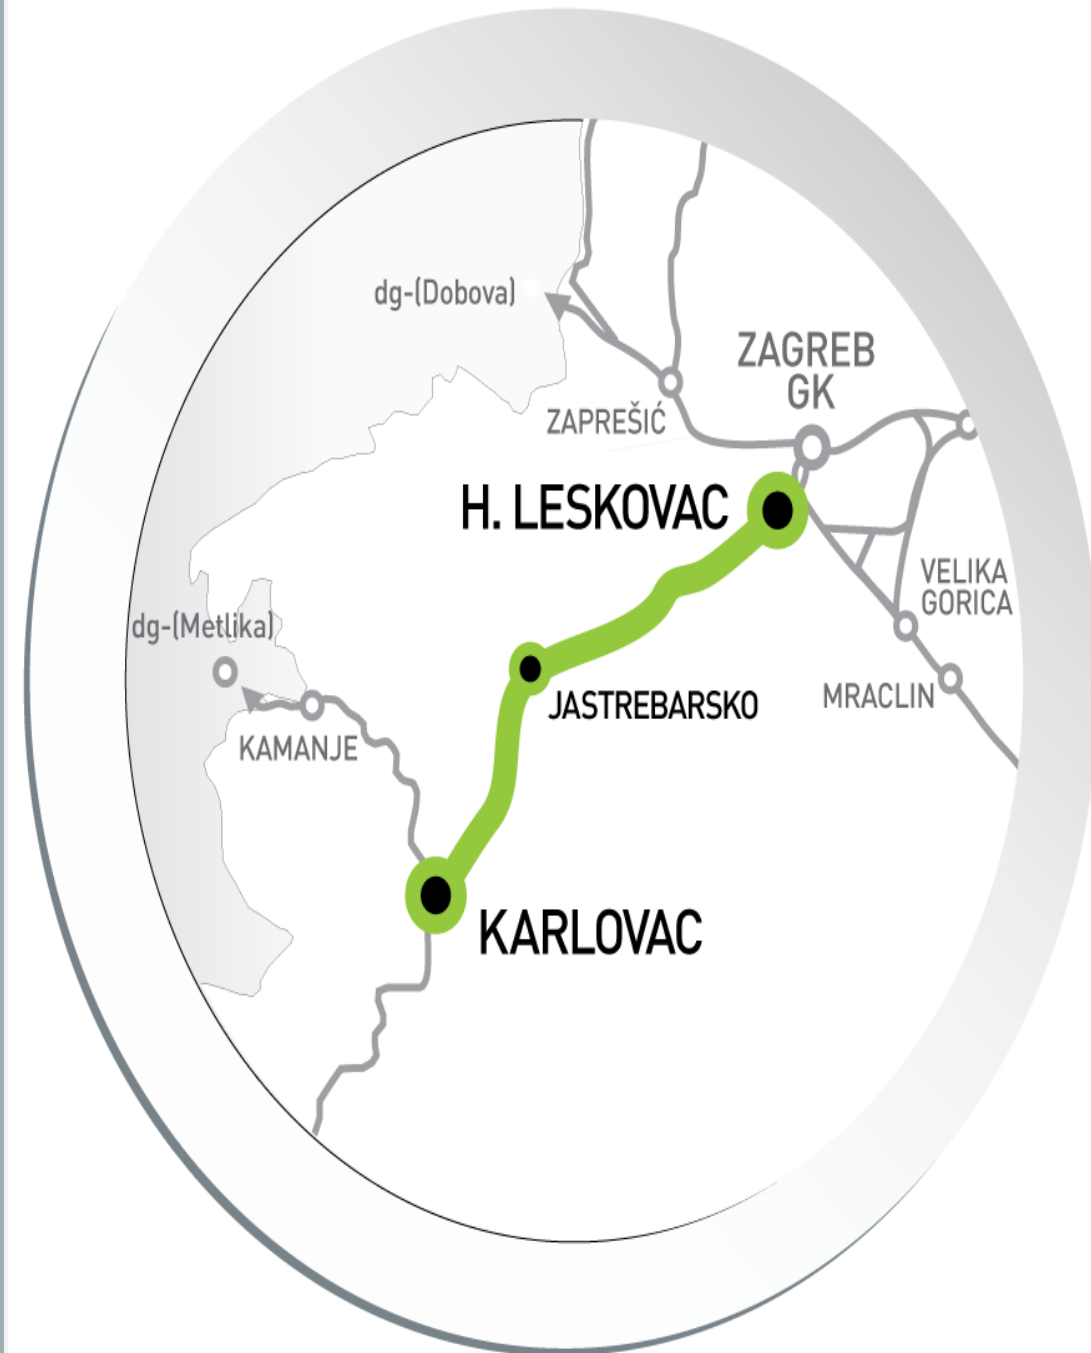 dg-(Dobova)
ZAGREB
GK
ZAPREŠIĆ
H. LESKOVAC
VELIKA
GORICA
dg-(Metlika)
JASTREBARSKO
MRACLIN
KAMANJE
KARLOVAC